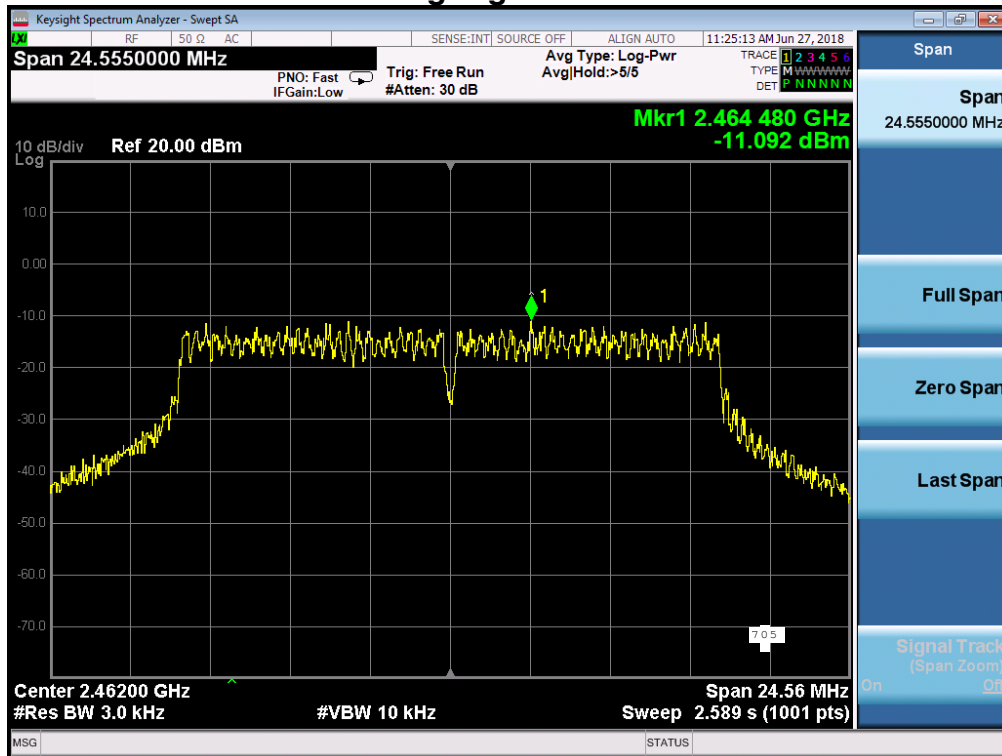 Keysight Spectrum Analyzer - Swept SA
LXI RF 50 Ω AC SENSE:INT SOURCE OFF ALIGN AUTO 11:25:13 AM Jun 27, 2018
Span 24.5550000 MHz
PNO: Fast
IFGain:Low
Trig: Free Run
#Atten: 30 dB
Avg Type: Log-Pwr
Avg|Hold:>5/5
TRACE 1 2 3 4 5 6
TYPE M WWWWW
DET P N N N N N
Mkr1 2.464 480 GHz
-11.092 dBm
10 dB/div Ref 20.00 dBm
Log
10.0
0.00
-10.0
-20.0
-30.0
-40.0
-50.0
-60.0
-70.0
1
705
Center 2.46200 GHz Span 24.56 MHz
#Res BW 3.0 kHz #VBW 10 kHz Sweep 2.589 s (1001 pts)
MSG STATUS
Span
Span
24.5550000 MHz
Full Span
Zero Span
Last Span
Signal Track
(Span Zoom)
On Off